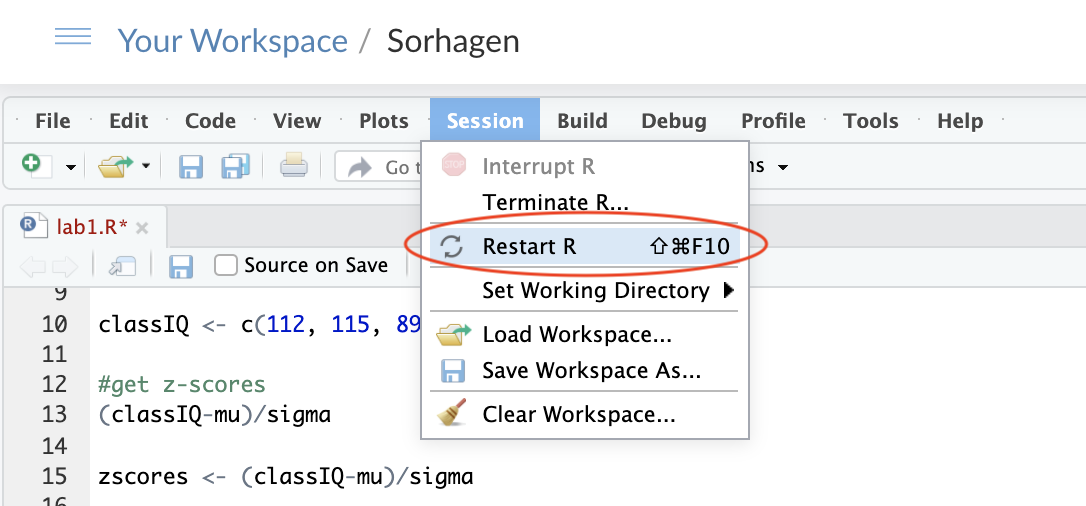 Your Workspace / Sorhagen
File Edit Code View Plots Session Build Debug Profile Tools Help
Go t
ns
STOP Interrupt R
Terminate R...
Restart R ⇧⌘F10
Set Working Directory
Load Workspace...
Save Workspace As...
Clear Workspace...
R lab1.R*
Source on Save
9
10 classIQ <- c(112, 115, 89
11
12 #get z-scores
13 (classIQ-mu)/sigma
14
15 zscores <- (classIQ-mu)/sigma
16